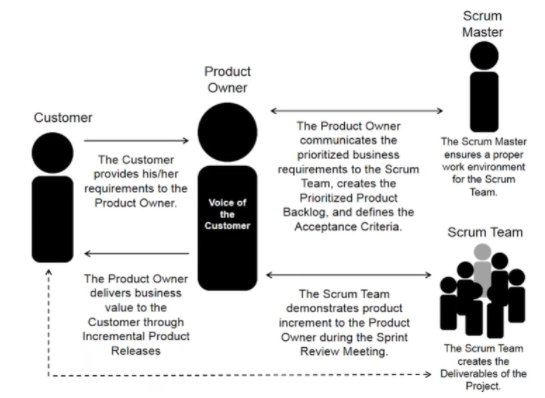 Scrum
Master
Product
Owner
Customer
The Customer
provides his/her
requirements to the
Product Owner.
Voice of
the
Customer
The Product Owner
communicates the
prioritized business
requirements to the Scrum
Team, creates the
Prioritized Product
Backlog, and defines the
Acceptance Criteria.
The Scrum Master
ensures a proper
work environment
for the Scrum
Team.
Scrum Team
The Product Owner
delivers business
value to the
Customer through
Incremental Product
Releases
The Scrum Team
demonstrates product
increment to the Product
Owner during the Sprint
Review Meeting.
The Scrum Team
creates the
Deliverables of the
Project.